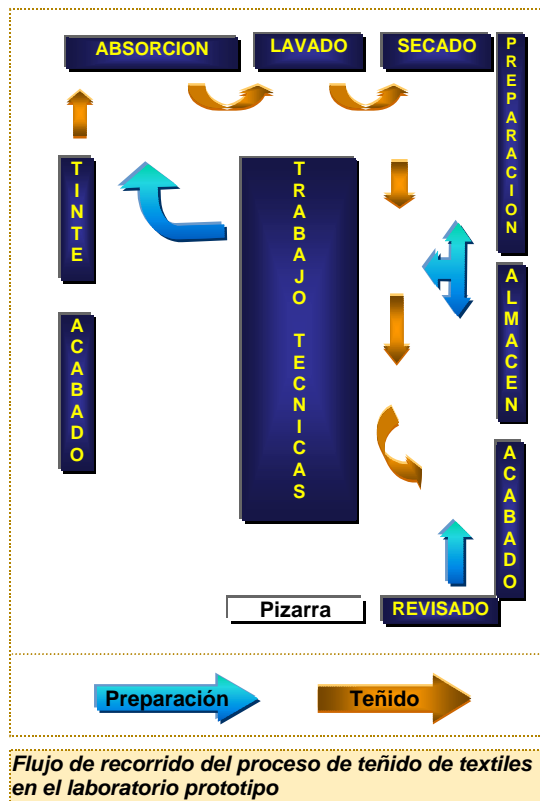 ABSORCION
LAVADO
SECADO
PREPARACION
TINTE
TRABAJO TECNICAS
ALMACEN
ACABADO
ACABADO
Pizarra
REVISADO
Preparación
Teñido
Flujo de recorrido del proceso de teñido de textiles
en el laboratorio prototipo